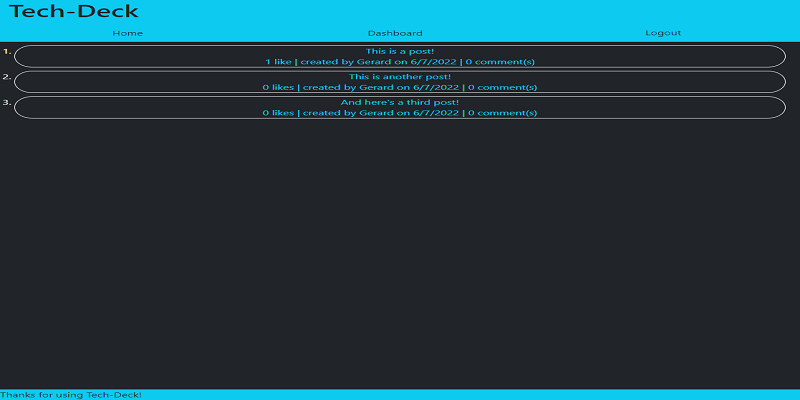 Tech-Deck
Home Dashboard Logout
1. This is a post!
1 like | created by Gerard on 6/7/2022 | 0 comment(s)
2. This is another post!
0 likes | created by Gerard on 6/7/2022 | 0 comment(s)
3. And here's a third post!
0 likes | created by Gerard on 6/7/2022 | 0 comment(s)
Thanks for using Tech-Deck!